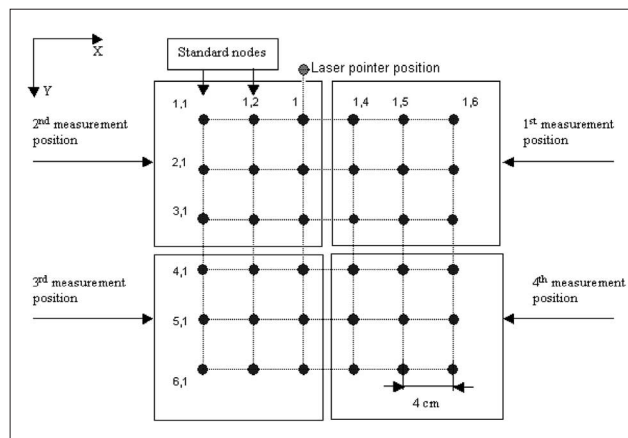 X
Y
Standard nodes
Laser pointer position
1,1 1,2 1 1,4 1,5 1,6
2nd measurement
position
1st measurement
position
2,1
3,1
3rd measurement
position
4th measurement
position
4,1
5,1
6,1
4 cm